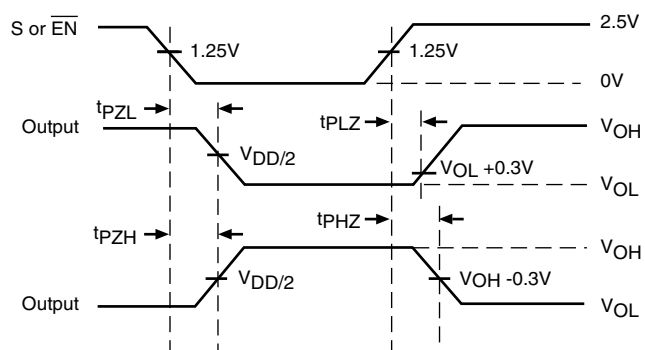 S or EN
1.25V
1.25V
2.5V
0V
tPZL
tPLZ
Output
VDD/2
VOL +0.3V
VOH
VOL
tPZH
tPHZ
VOH
Output
VDD/2
VOH -0.3V
VOL